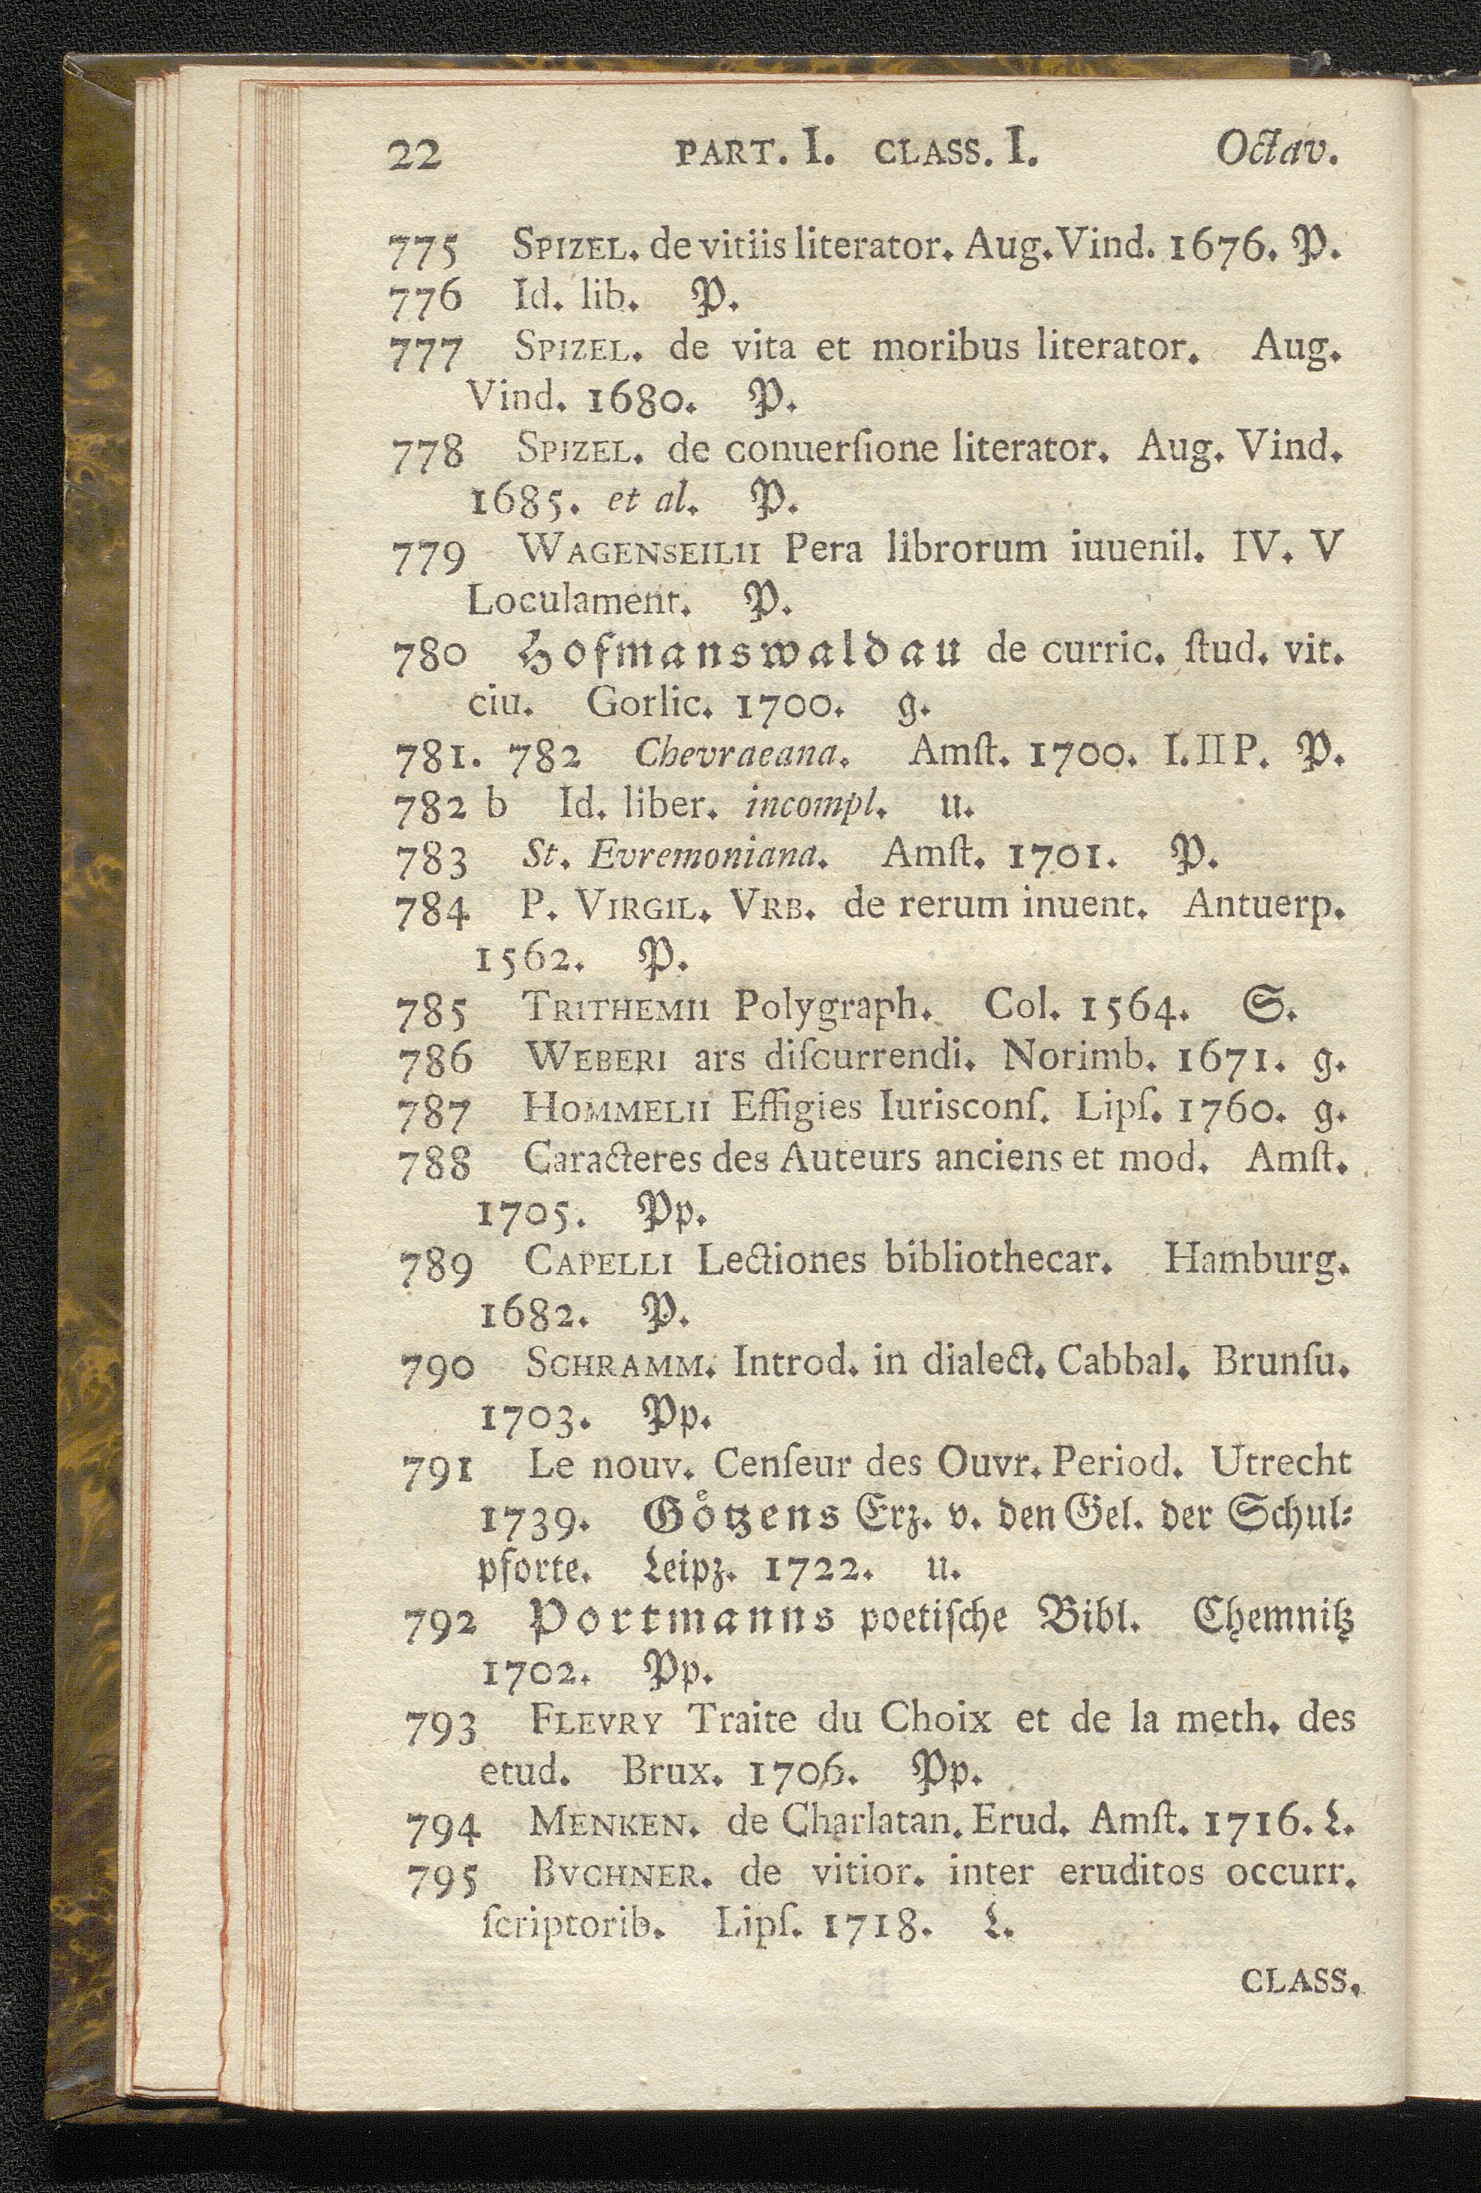 22 PART. I. CLASS. I. Octav.
775 SPIZEL. de vitiis literator. Aug. Vind. 1676. P.
776 Id. lib. P.
777 SPIZEL. de vita et moribus literator. Aug.
Vind. 1680. P.
778 SPIZEL. de conuerſione literator. Aug. Vind.
1685. et al. P.
779 WAGENSEILII Pera librorum iuuenil. IV. V
Loculament. P.
780 Hofmanswaldau de curric. ſtud. vit.
ciu. Gorlic. 1700. g.
781. 782 Chevraeana. Amſt. 1700. I. II P. P.
782 b Id. liber. incompl. u.
783 St. Evremoniana. Amſt. 1701. P.
784 P. VIRGIL. VRB. de rerum inuent. Antuerp.
1562. P.
785 TRITHEMII Polygraph. Col. 1564. S.
786 WEBERI ars diſcurrendi. Norimb. 1671. g.
787 HOMMELII Effigies Iurisconſ. Lipſ. 1760. g.
788 Caracteres des Auteurs anciens et mod. Amſt.
1705. Pp.
789 CAPELLI Lectiones bibliothecar. Hamburg.
1682. P.
790 SCHRAMM. Introd. in dialect. Cabbal. Brunſu.
1703. Pp.
791 Le nouv. Cenſeur des Ouvr. Period. Utrecht
1739. Götzens Erz. v. den Gel. der Schul⸗
pforte. Leipz. 1722. u.
792 Portmanns poetiſche Bibl. Chemnitz
1702. Pp.
793 FLEVRY Traite du Choix et de la meth. des
etud. Brux. 1706. Pp.
794 MENKEN. de Charlatan. Erud. Amſt. 1716. L.
795 BVCHNER. de vitior. inter eruditos occurr.
ſcriptorib. Lipſ. 1718. L.
CLASS.